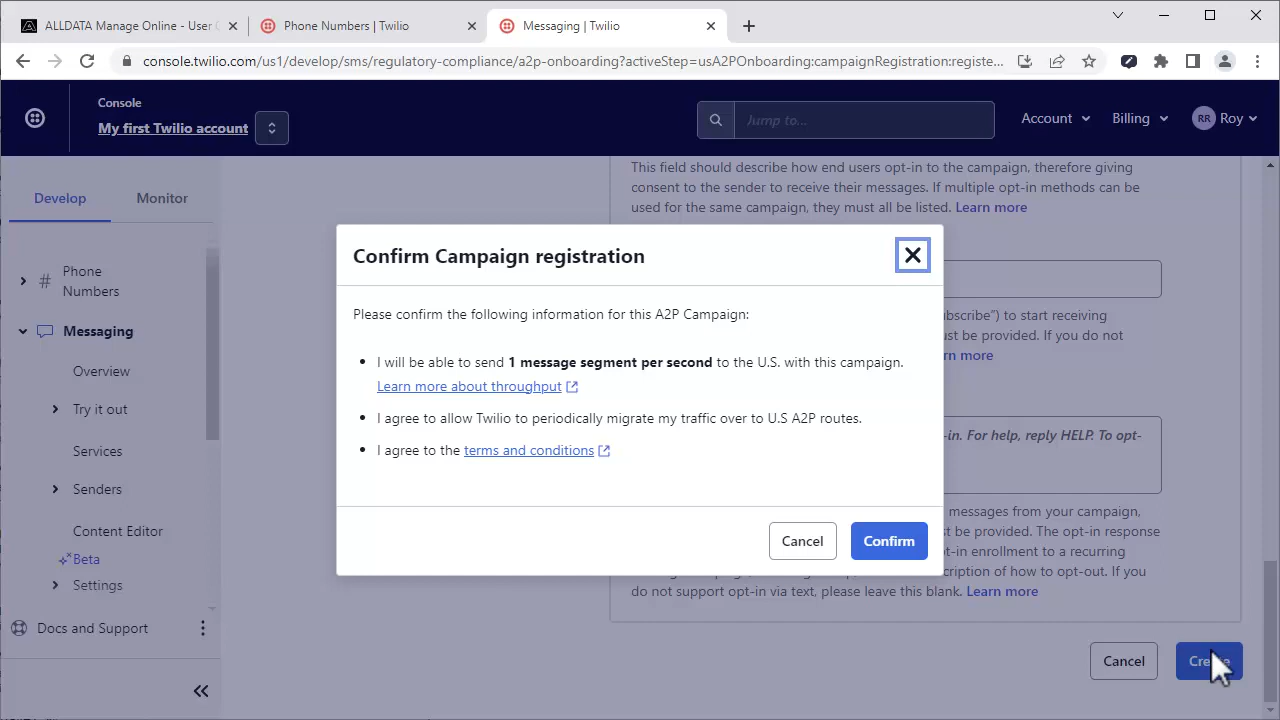 ALLDATA Manage Online - User
Phone Numbers | Twilio
Messaging | Twilio
console.twilio.com/us1/develop/sms/regulatory-compliance/a2p-onboarding?activeStep=usA2POnboarding:campaignRegistration:registe...
Console
My first Twilio account
Jump to...
Account
Billing
RR
Roy
Develop
Monitor
Phone
Numbers
Messaging
Overview
Try it out
Services
Senders
Content Editor
Beta
Settings
Docs and Support
This field should describe how end users opt-in to the campaign, therefore giving
consent to the sender to receive their messages. If multiple opt-in methods can be
used for the same campaign, they must all be listed. Learn more
Confirm Campaign registration
Please confirm the following information for this A2P Campaign:
I will be able to send 1 message segment per second to the U.S. with this campaign.
Learn more about throughput
I agree to allow Twilio to periodically migrate my traffic over to U.S A2P routes.
I agree to the terms and conditions
Cancel
Confirm
to start receiving
be provided. If you do not
more
For help, reply HELP. To opt-
messages from your campaign,
be provided. The opt-in response
enrollment to a recurring
of how to opt-out. If you
do not support opt-in via text, please leave this blank. Learn more
Cancel